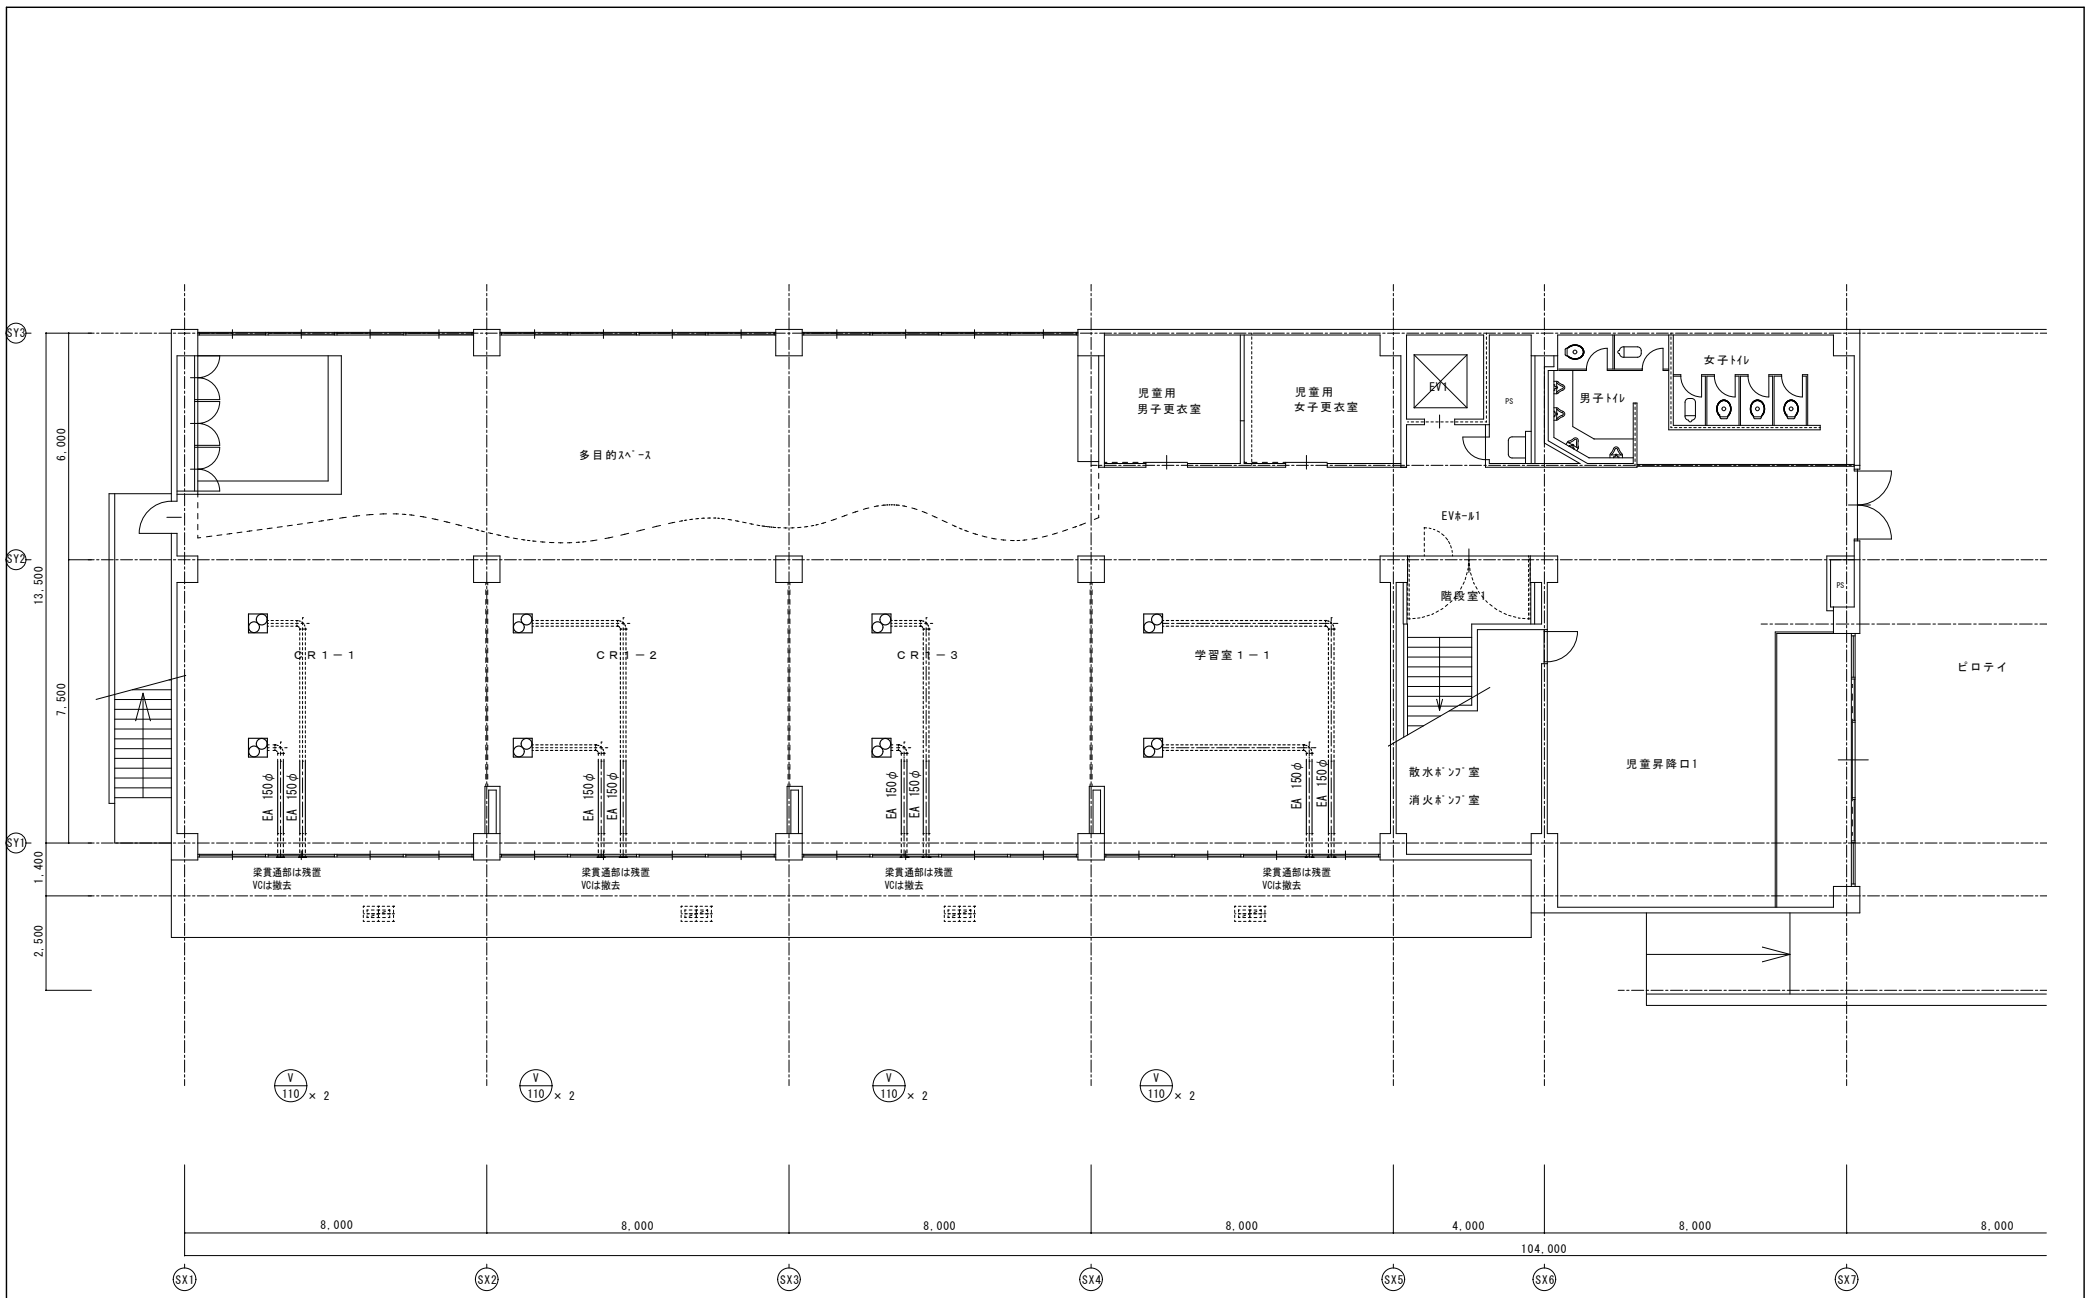 SY3
6,000
児童用
男子更衣室
児童用
女子更衣室
EV1
PS
男子ﾄｲﾚ
女子ﾄｲﾚ
多目的ｽﾍﾟｰｽ
EVﾎｰﾙ1
SY2
13,500
階段室1
PS
CR1-1
CR1-2
CR1-3
学習室1-1
ピロテイ
7,500
EA 150φ
EA 150φ
EA 150φ
EA 150φ
EA 150φ
EA 150φ
EA 150φ
EA 150φ
散水ﾎﾟﾝﾌﾟ室
消火ﾎﾟﾝﾌﾟ室
児童昇降口1
SY1
1,400
梁貫通部は残置
VCは撤去
梁貫通部は残置
VCは撤去
梁貫通部は残置
VCは撤去
梁貫通部は残置
VCは撤去
2,500
V
110 × 2
V
110 × 2
V
110 × 2
V
110 × 2
8,000
8,000
8,000
8,000
4,000
8,000
8,000
104,000
SX1
SX2
SX3
SX4
SX5
SX6
SX7